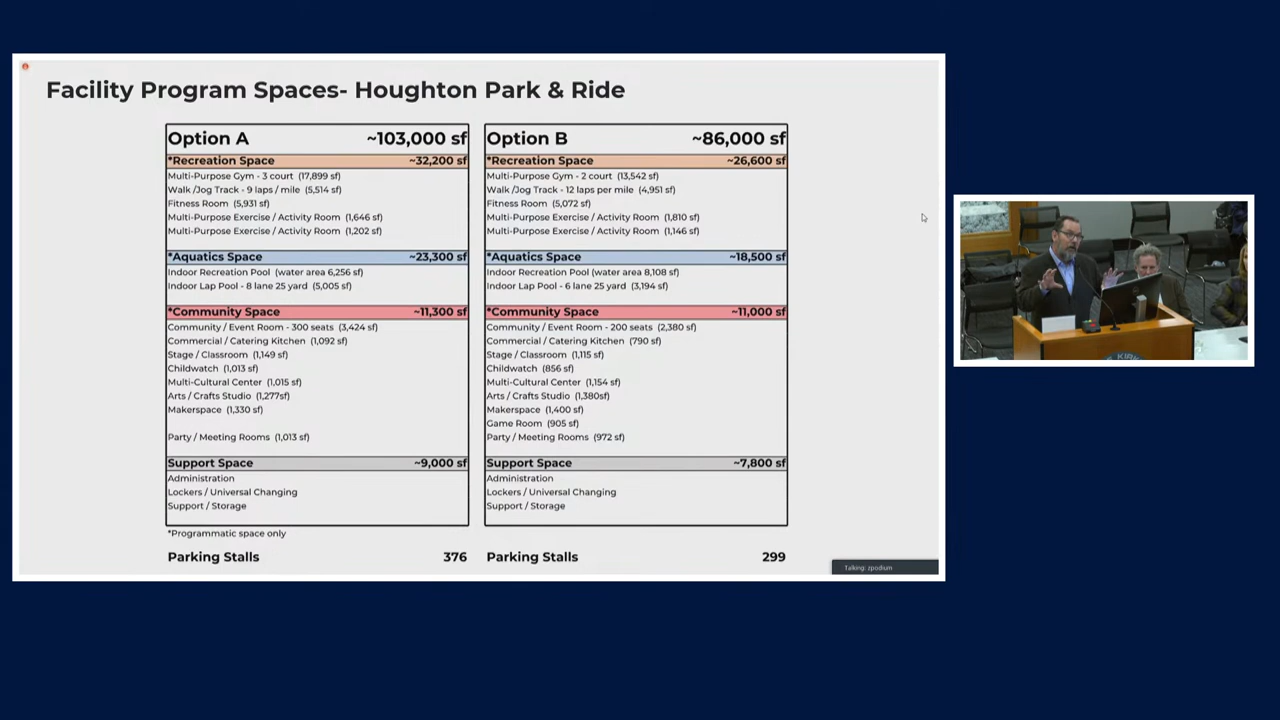 Facility Program Spaces- Houghton Park & Ride
Option A ~103,000 sf
*Recreation Space ~32,200 sf
Multi-Purpose Gym - 3 court (17,899 sf)
Walk /Jog Track - 9 laps / mile (5,514 sf)
Fitness Room (5,931 sf)
Multi-Purpose Exercise / Activity Room (1,646 sf)
Multi-Purpose Exercise / Activity Room (1,202 sf)
*Aquatics Space ~23,300 sf
Indoor Recreation Pool (water area 6,256 sf)
Indoor Lap Pool - 8 lane 25 yard (5,005 sf)
*Community Space ~11,300 sf
Community / Event Room - 300 seats (3,424 sf)
Commercial / Catering Kitchen (1,092 sf)
Stage / Classroom (1,149 sf)
Childwatch (1,013 sf)
Multi-Cultural Center (1,015 sf)
Arts / Crafts Studio (1,277sf)
Makerspace (1,330 sf)
Party / Meeting Rooms (1,013 sf)
Support Space ~9,000 sf
Administration
Lockers / Universal Changing
Support / Storage
*Programmatic space only
Parking Stalls 376
Option B ~86,000 sf
*Recreation Space ~26,600 sf
Multi-Purpose Gym - 2 court (13,542 sf)
Walk /Jog Track - 12 laps per mile (4,951 sf)
Fitness Room (5,072 sf)
Multi-Purpose Exercise / Activity Room (1,810 sf)
Multi-Purpose Exercise / Activity Room (1,146 sf)
*Aquatics Space ~18,500 sf
Indoor Recreation Pool (water area 8,108 sf)
Indoor Lap Pool - 6 lane 25 yard (3,194 sf)
*Community Space ~11,000 sf
Community / Event Room - 200 seats (2,380 sf)
Commercial / Catering Kitchen (790 sf)
Stage / Classroom (1,115 sf)
Childwatch (856 sf)
Multi-Cultural Center (1,154 sf)
Arts / Crafts Studio (1,380sf)
Makerspace (1,400 sf)
Game Room (905 sf)
Party / Meeting Rooms (972 sf)
Support Space ~7,800 sf
Administration
Lockers / Universal Changing
Support / Storage
Parking Stalls 299
Talking: rpodium